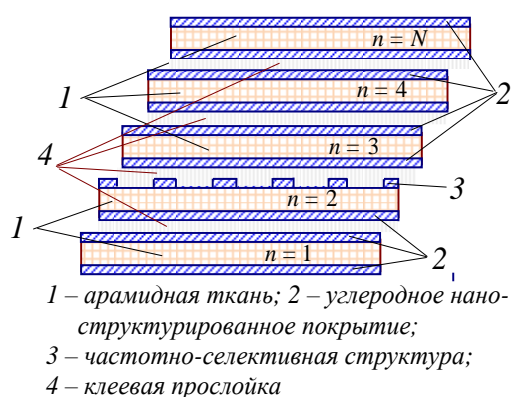 n = N
n = 4
1
2
n = 3
4
3
n = 2
1
2
n = 1
1 – арамидная ткань; 2 – углеродное нано-
структурированное покрытие;
3 – частотно-селективная структура;
4 – клеевая прослойка